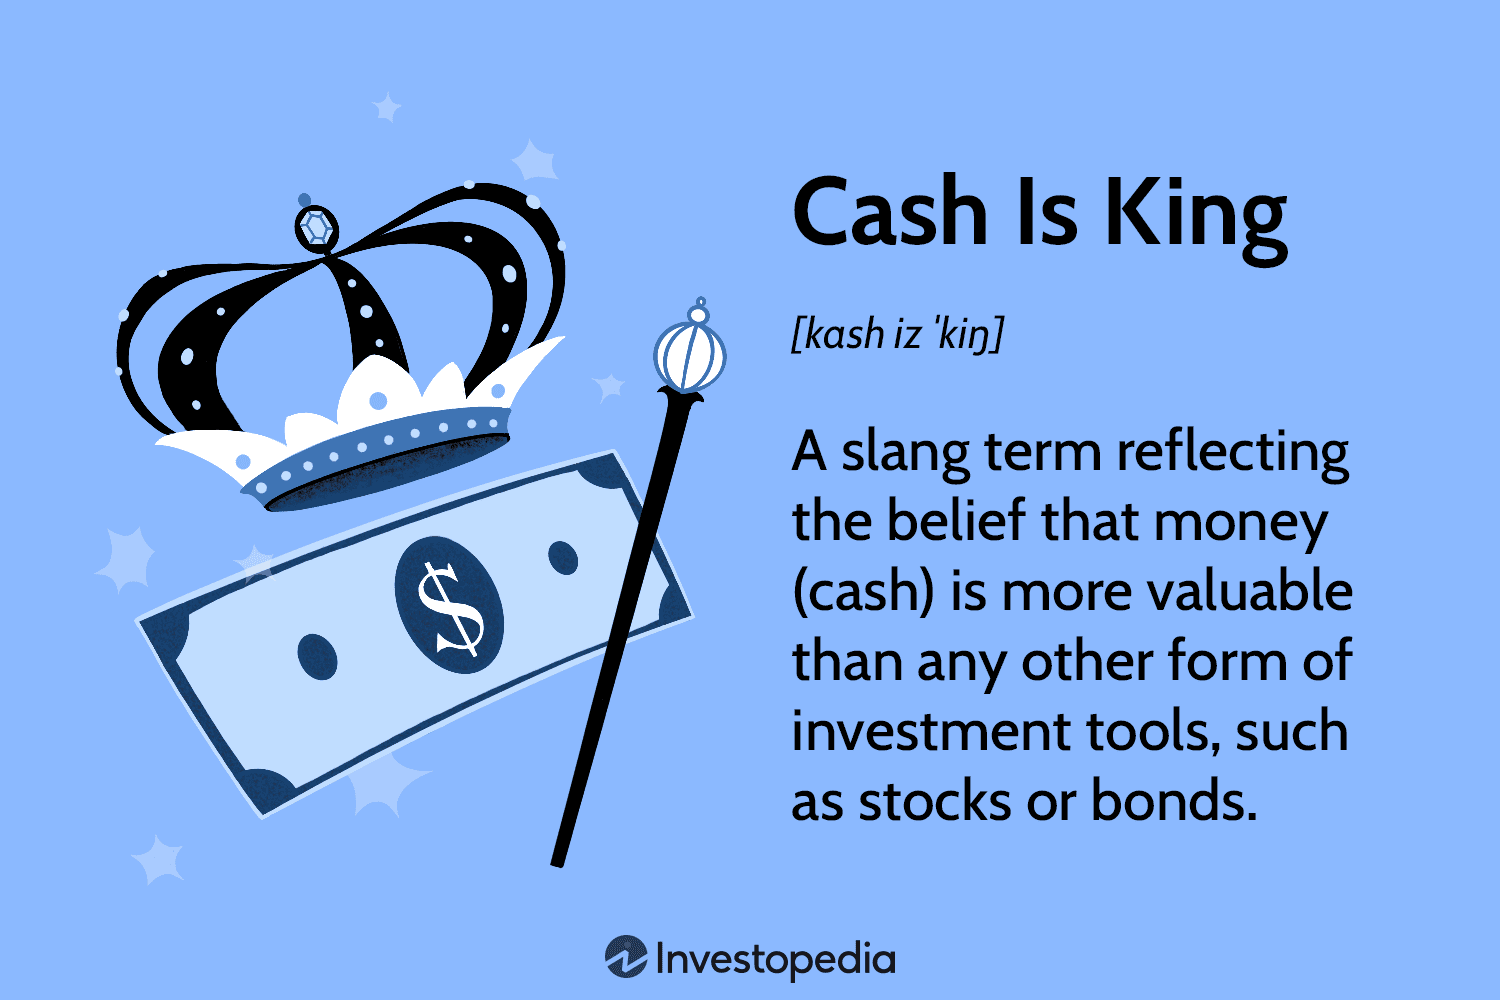 Cash Is King
[kash iz 'kiŋ]
A slang term reflecting
the belief that money
(cash) is more valuable
than any other form of
investment tools, such
as stocks or bonds.
$
Investopedia